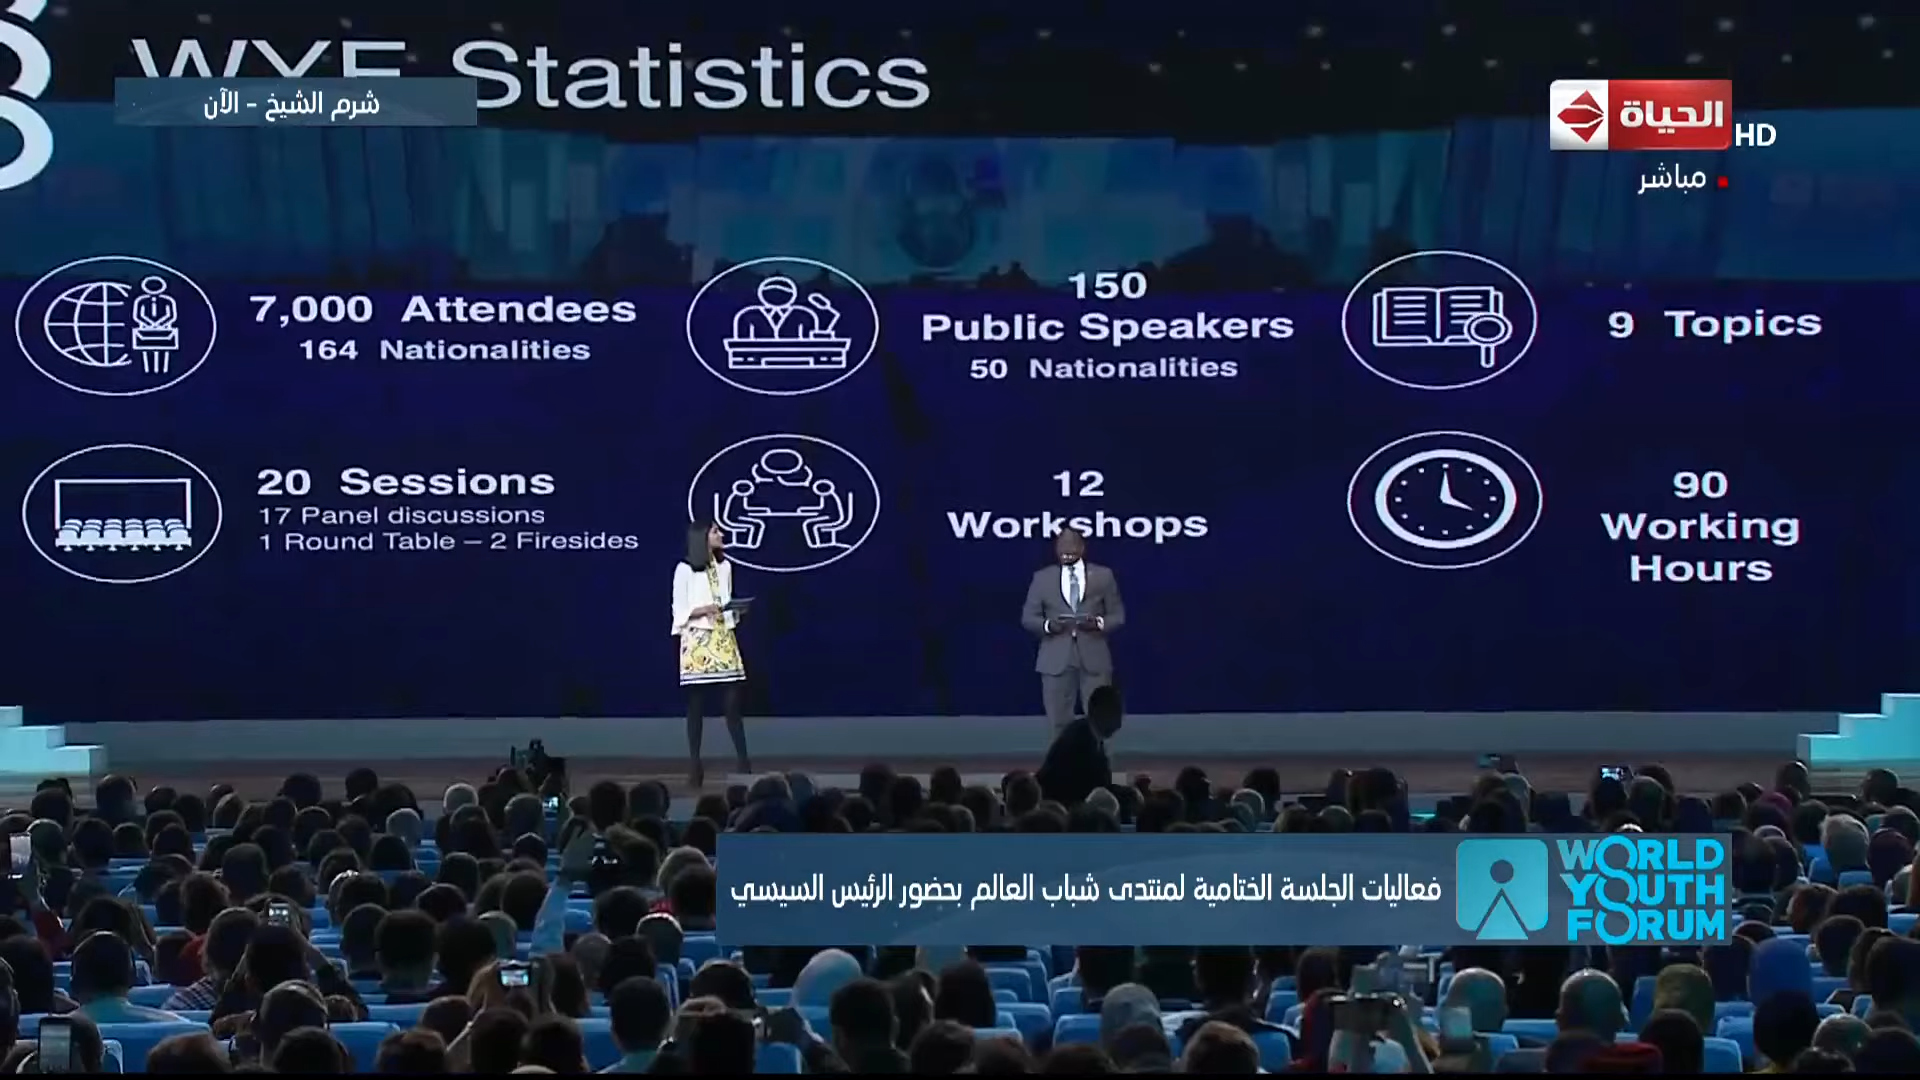 WYF Statistics
شرم الشيخ - الآن
الحياة
HD
مباشر
7,000 Attendees
164 Nationalities
150
Public Speakers
50 Nationalities
9 Topics
20 Sessions
17 Panel discussions
1 Round Table – 2 Firesides
12
Workshops
90
Working
Hours
فعاليات الجلسة الختامية لمنتدى شباب العالم بحضور الرئيس السيسي
WORLD
YOUTH
FORUM